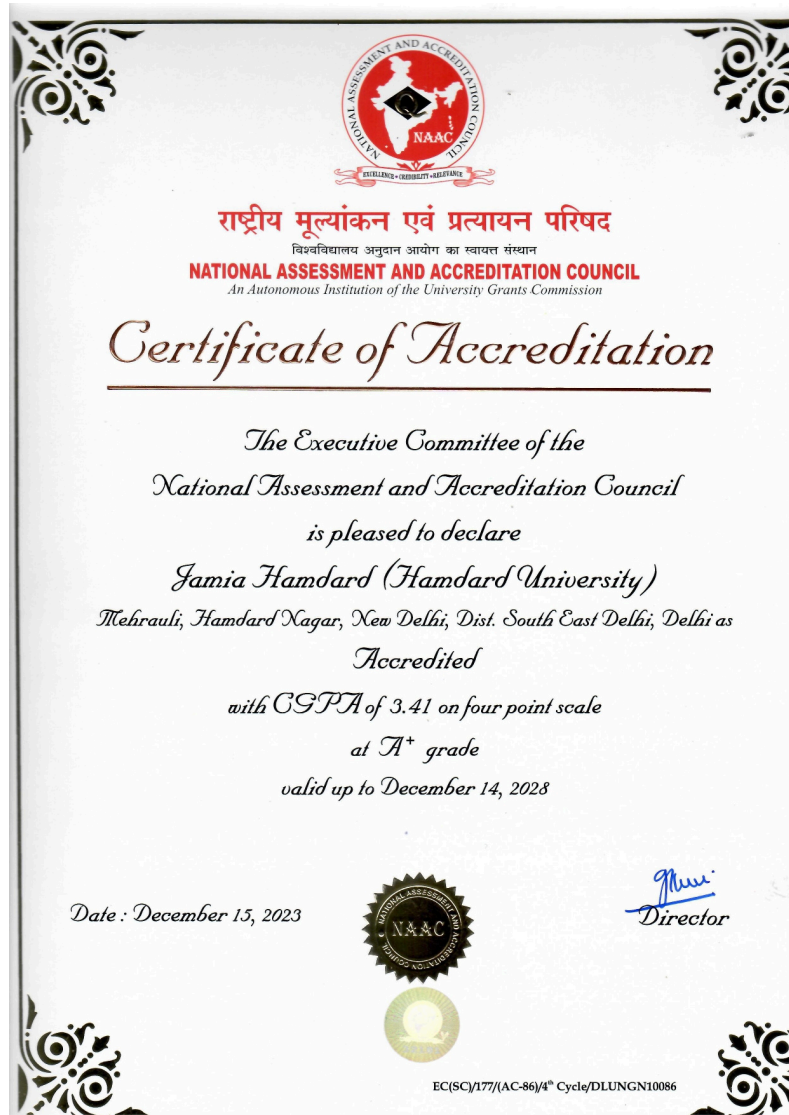 NATIONAL ASSESSMENT AND ACCREDITATION COUNCIL
Q
NAAC
EXCELLENCE • CREDIBILITY • RELEVANCE
राष्ट्रीय मूल्यांकन एवं प्रत्यायन परिषद
विश्वविद्यालय अनुदान आयोग का स्वायत्त संस्थान
NATIONAL ASSESSMENT AND ACCREDITATION COUNCIL
An Autonomous Institution of the University Grants Commission
Certificate of Accreditation
The Executive Committee of the
National Assessment and Accreditation Council
is pleased to declare
Jamia Hamdard (Hamdard University)
Mehrauli, Hamdard Nagar, New Delhi, Dist. South East Delhi, Delhi as
Accredited
with CGPA of 3.41 on four point scale
at A⁺ grade
valid up to December 14, 2028
Date : December 15, 2023
Director
NATIONAL ASSESSMENT AND ACCREDITATION COUNCIL
NAAC
EC(SC)/177/(AC-86)/4th Cycle/DLUNGN10086